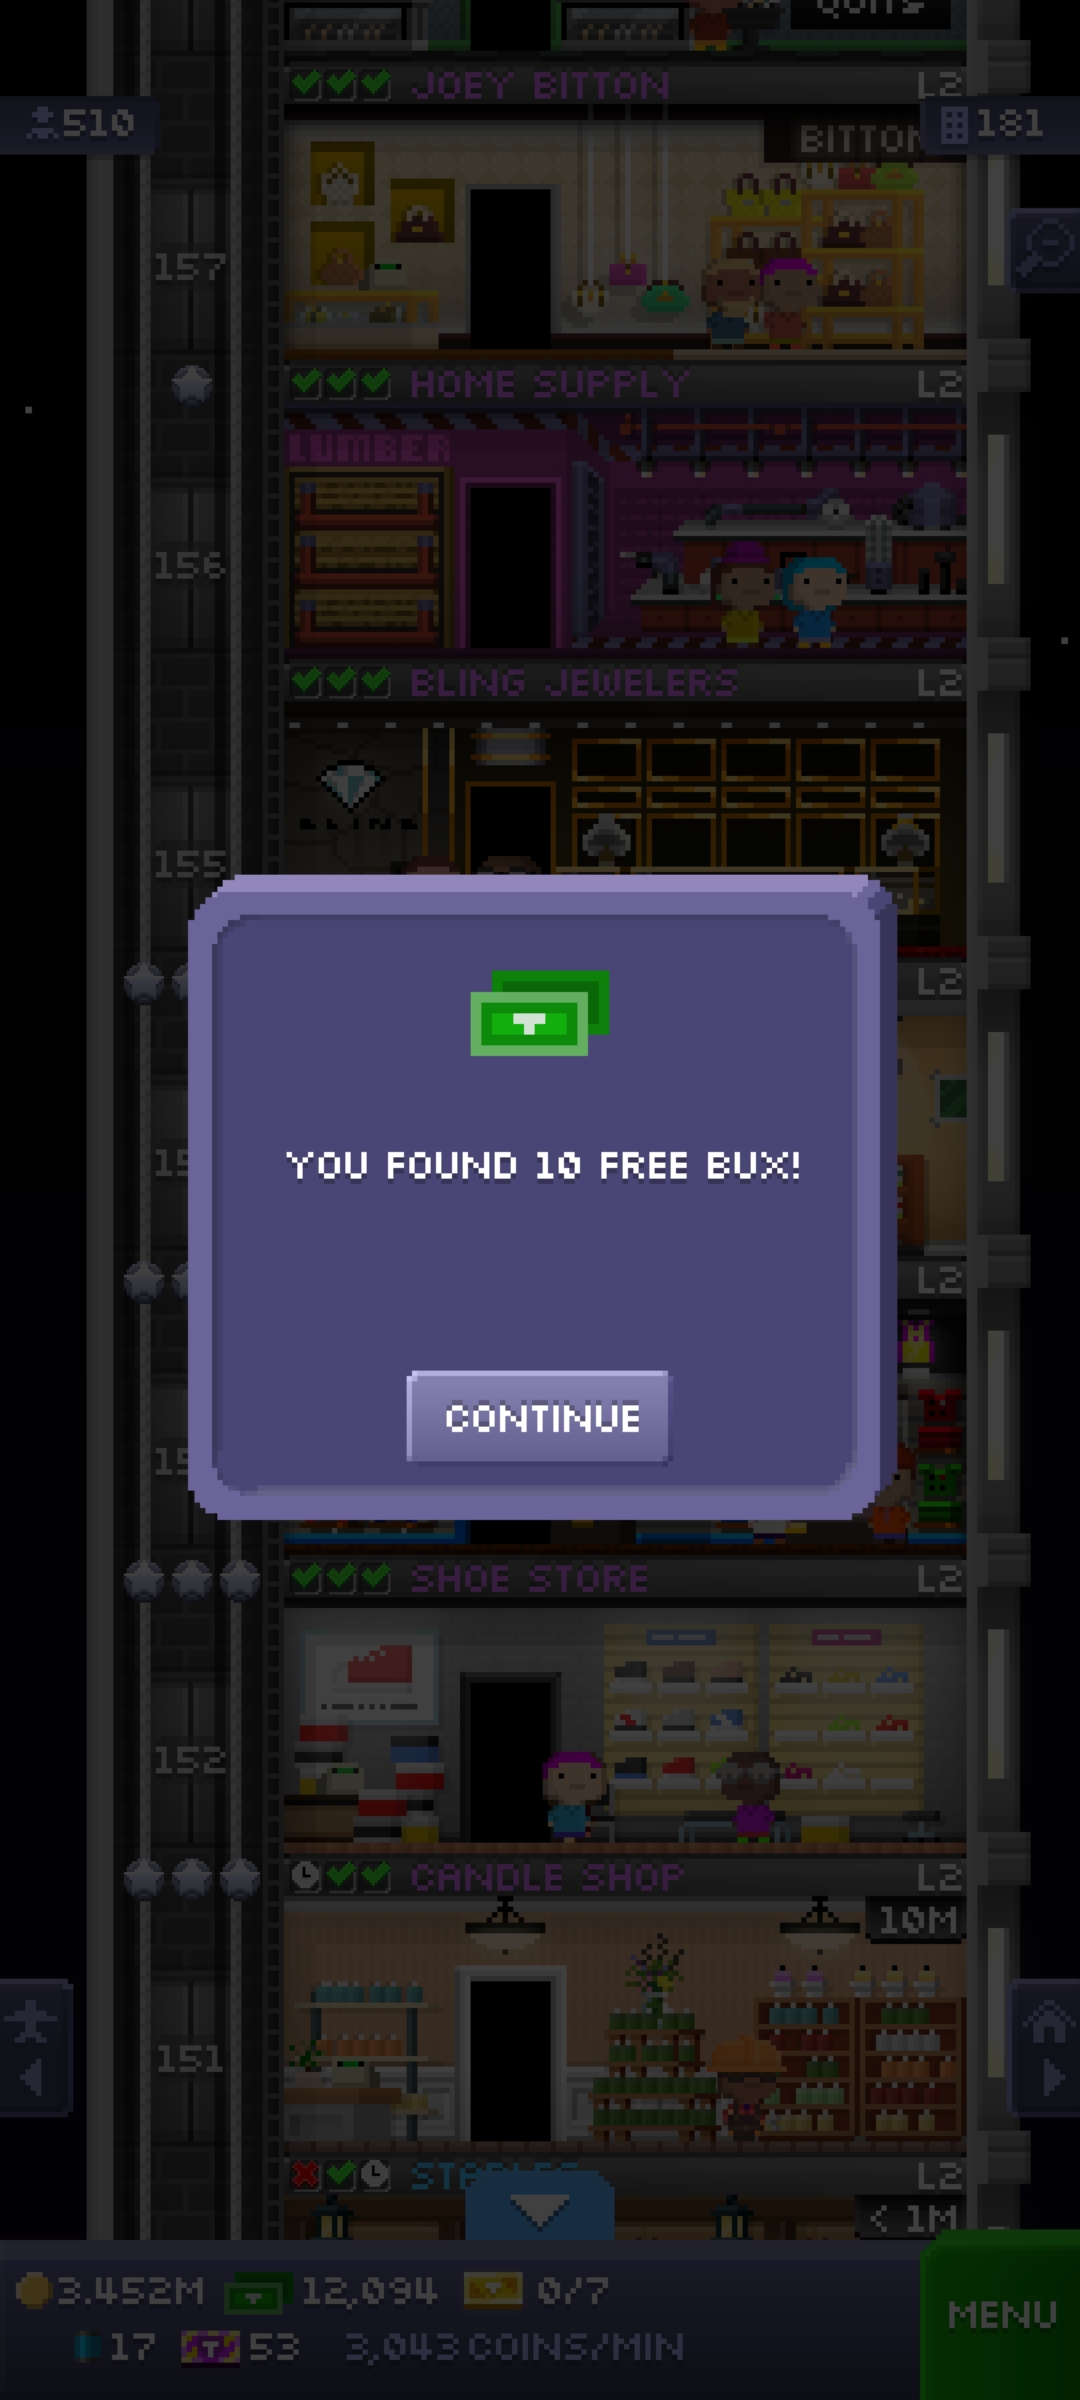 JOEY BITTON L2
510
181
BITTON
157
HOME SUPPLY L2
LUMBER
156
BLING JEWELERS L2
BLING
155
L2
YOU FOUND 10 FREE BUX!
L2
CONTINUE
SHOE STORE L2
152
CANDLE SHOP L2
10M
151
L2
< 1M
3.452M 12,094 0/7
MENU
17 53 3,043 COINS/MIN